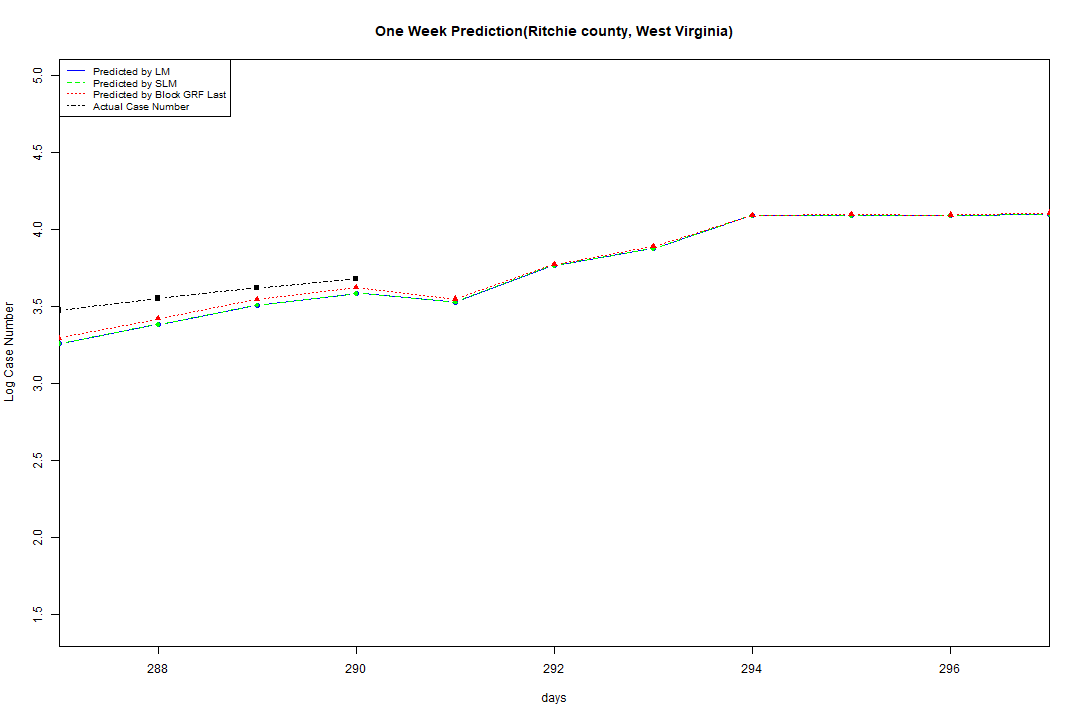 One Week Prediction(Ritchie county, West Virginia)
Predicted by LM
Predicted by SLM
Predicted by Block GRF Last
Actual Case Number
5.0
4.5
4.0
3.5
3.0
2.5
2.0
1.5
Log Case Number
288 290 292 294 296
days